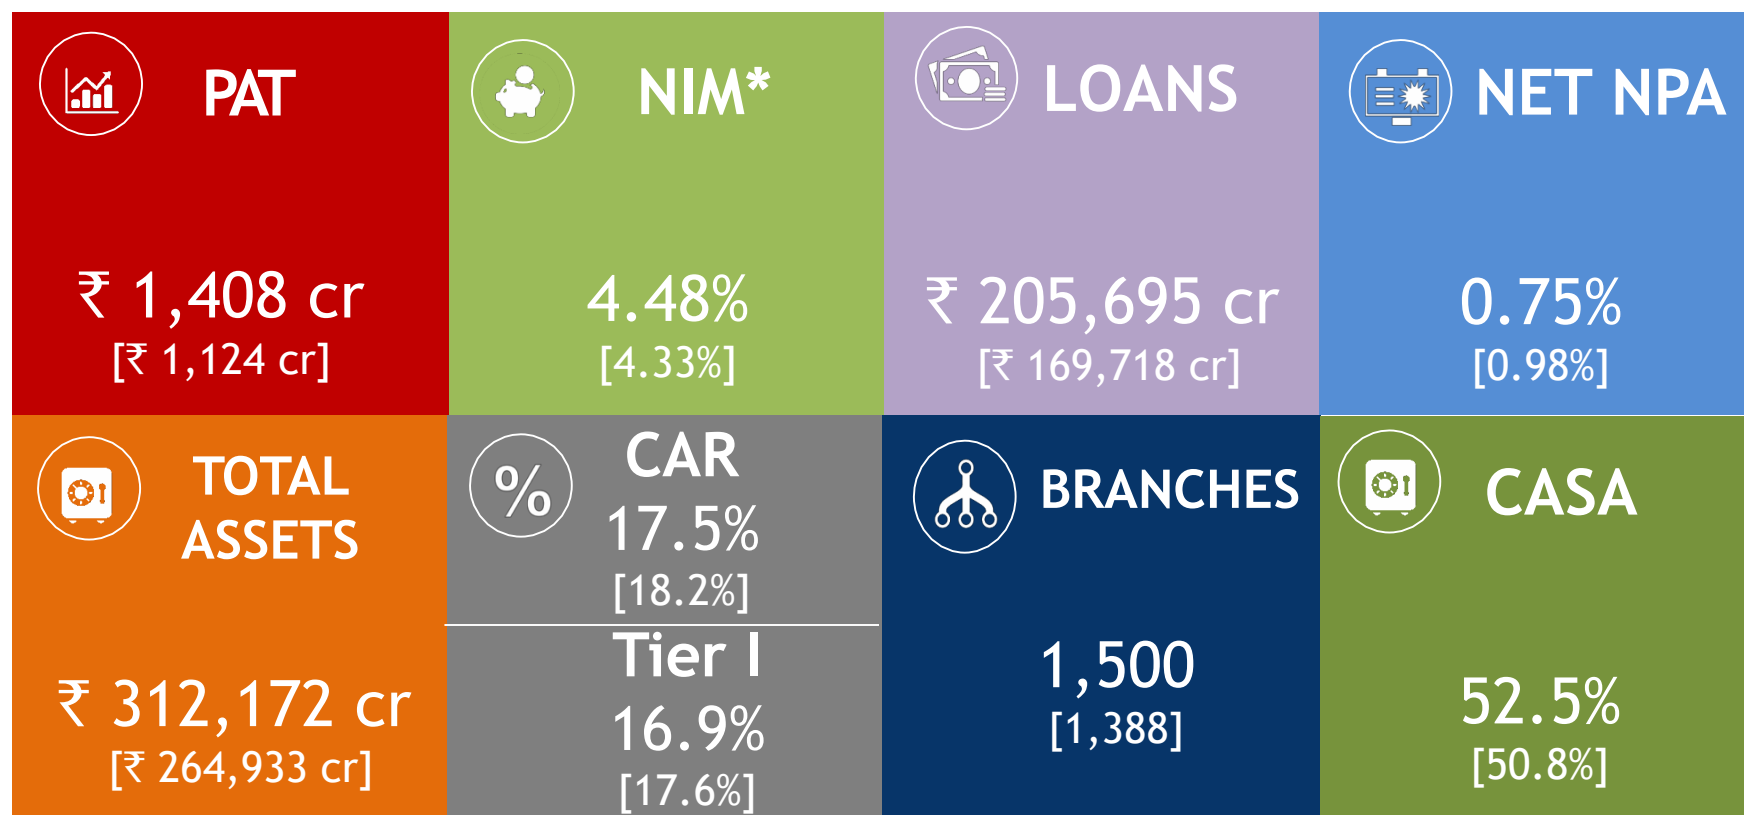 PAT
₹ 1,408 cr
[₹ 1,124 cr]
NIM*
4.48%
[4.33%]
LOANS
₹ 205,695 cr
[₹ 169,718 cr]
NET NPA
0.75%
[0.98%]
TOTAL
ASSETS
₹ 312,172 cr
[₹ 264,933 cr]
%
CAR
17.5%
[18.2%]
Tier I
16.9%
[17.6%]
BRANCHES
1,500
[1,388]
CASA
52.5%
[50.8%]